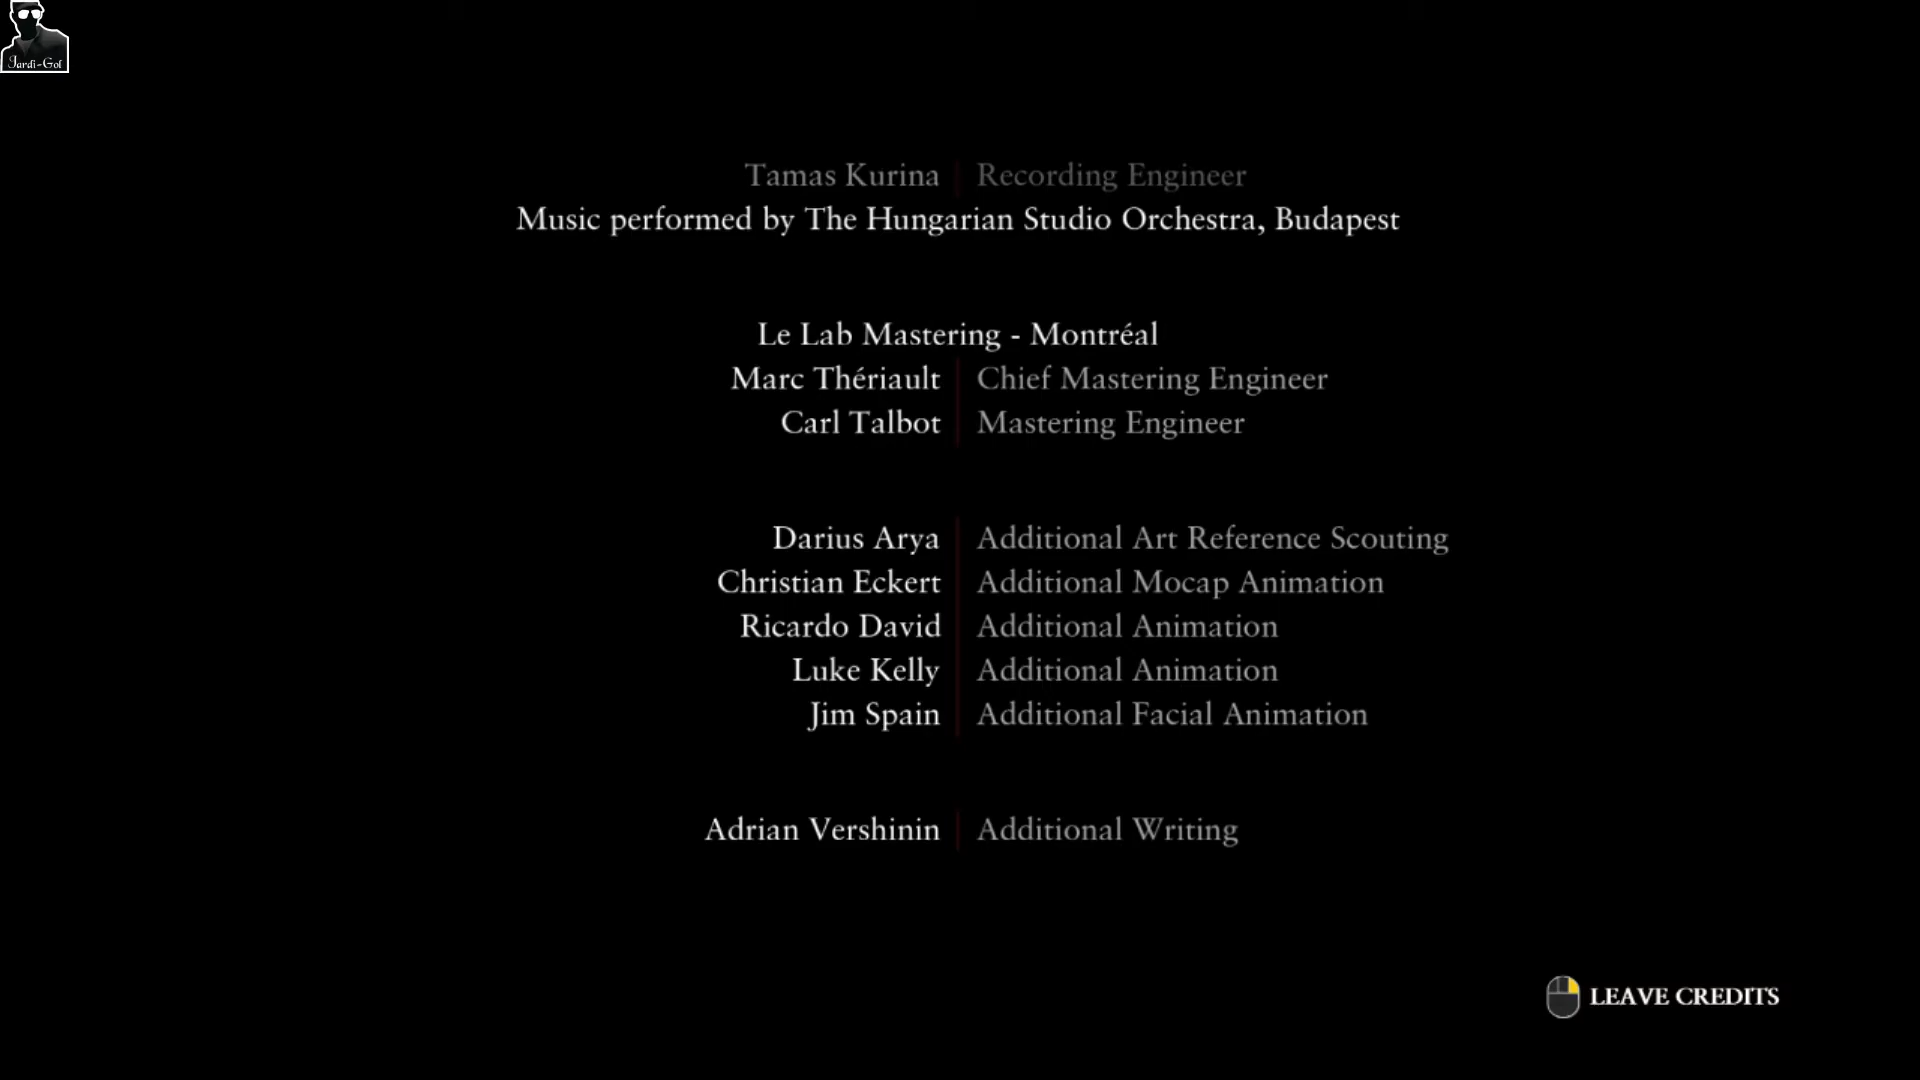 Jardi-Gol
Tamas Kurina Recording Engineer
Music performed by The Hungarian Studio Orchestra, Budapest
Le Lab Mastering - Montréal
Marc Thériault Chief Mastering Engineer
Carl Talbot Mastering Engineer
Darius Arya Additional Art Reference Scouting
Christian Eckert Additional Mocap Animation
Ricardo David Additional Animation
Luke Kelly Additional Animation
Jim Spain Additional Facial Animation
Adrian Vershinin Additional Writing
LEAVE CREDITS